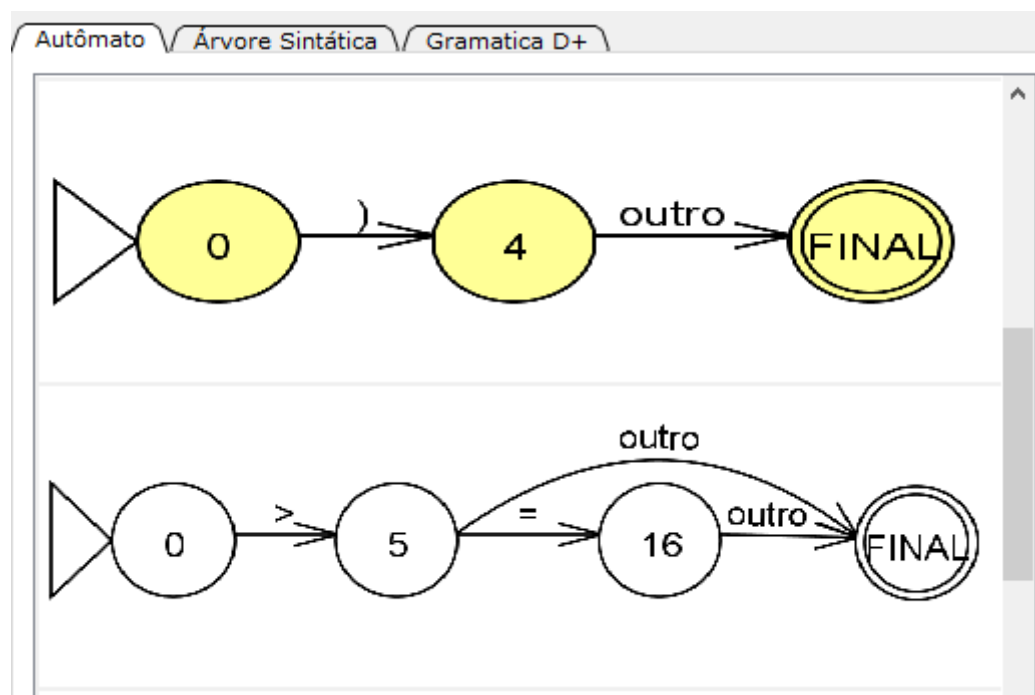 Autômato Árvore Sintática Gramatica D+
0 ) 4 outro FINAL
outro
0 > 5 = 16 outro FINAL